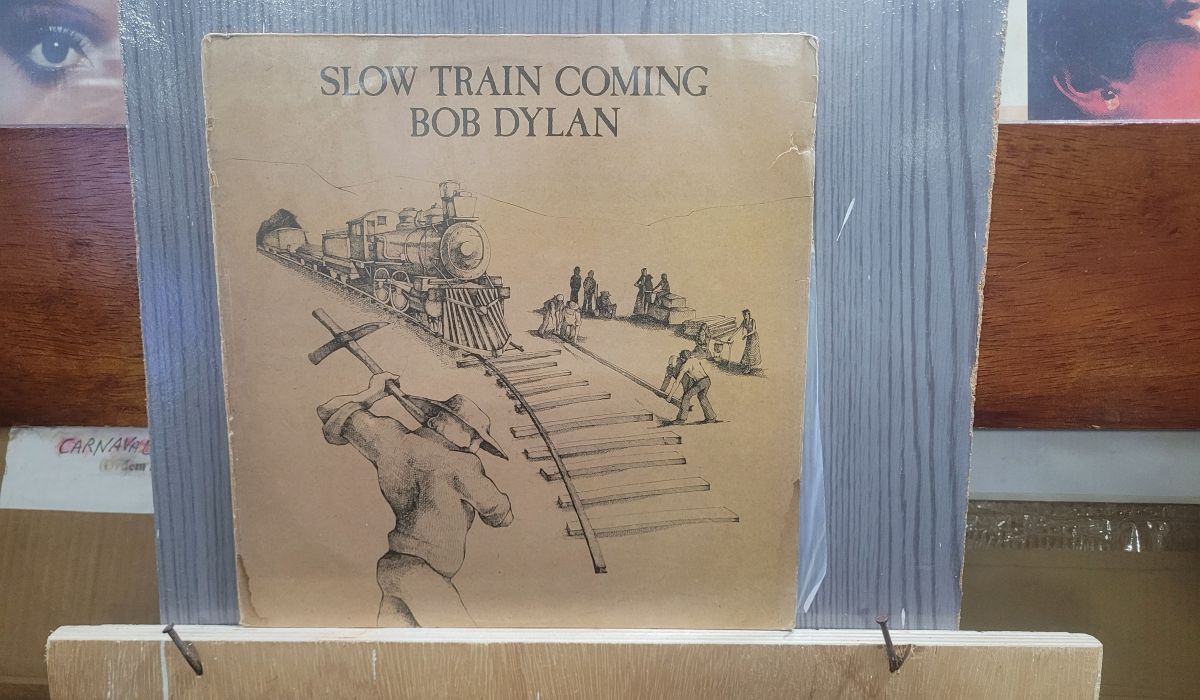 SLOW TRAIN COMING
BOB DYLAN
CARNAVAL